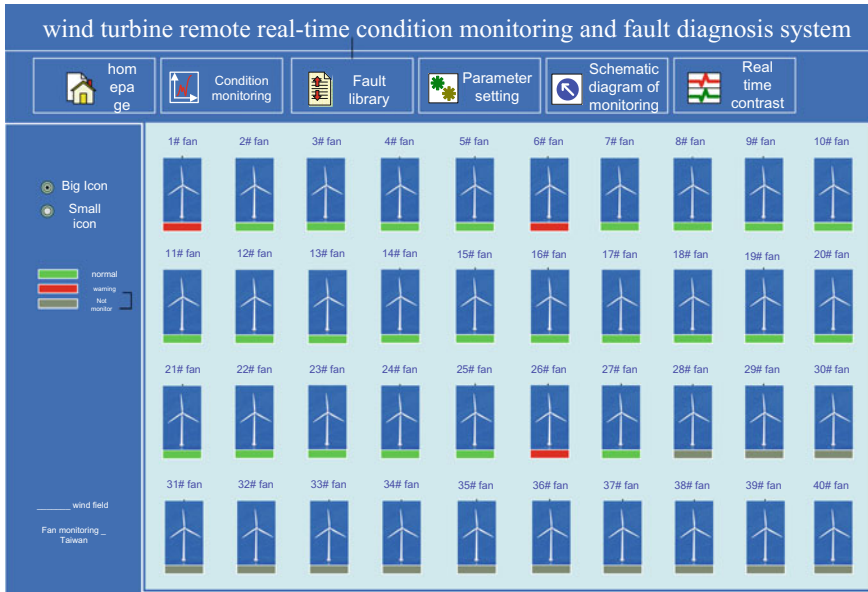 wind turbine remote real-time condition monitoring and fault diagnosis system
hom
epa
ge
Condition
monitoring
Fault
library
Parameter
setting
Schematic
diagram of
monitoring
Real
time
contrast
Big Icon
Small
icon
normal
warning
Not
monitor
_______ wind field
Fan monitoring _
Taiwan
1# fan 2# fan 3# fan 4# fan 5# fan 6# fan 7# fan 8# fan 9# fan 10# fan
11# fan 12# fan 13# fan 14# fan 15# fan 16# fan 17# fan 18# fan 19# fan 20# fan
21# fan 22# fan 23# fan 24# fan 25# fan 26# fan 27# fan 28# fan 29# fan 30# fan
31# fan 32# fan 33# fan 34# fan 35# fan 36# fan 37# fan 38# fan 39# fan 40# fan